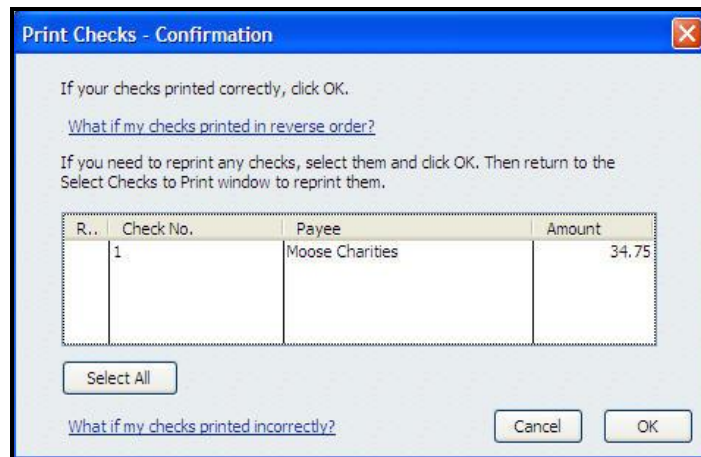 Print Checks - Confirmation
If your checks printed correctly, click OK.
What if my checks printed in reverse order?
If you need to reprint any checks, select them and click OK. Then return to the
Select Checks to Print window to reprint them.
R.. Check No. Payee Amount
1 Moose Charities 34.75
Select All
What if my checks printed incorrectly? Cancel OK